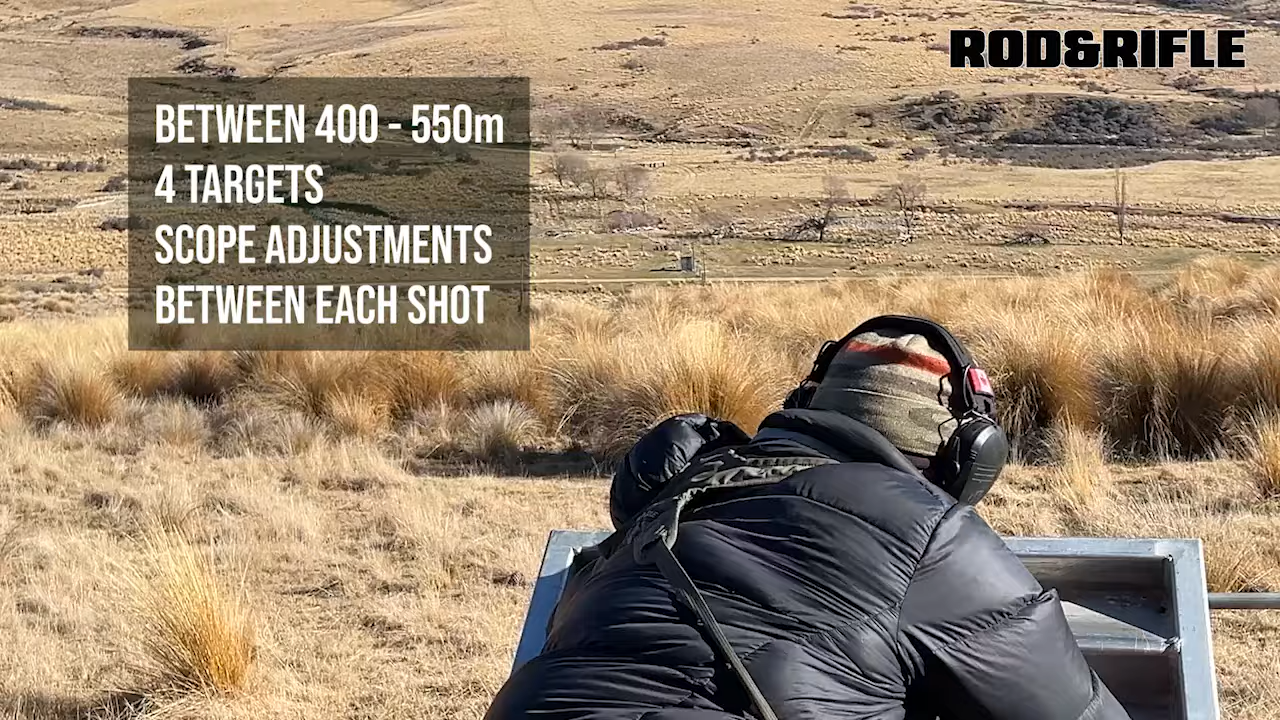 ROD&RIFLE
BETWEEN 400 - 550m
4 TARGETS
SCOPE ADJUSTMENTS
BETWEEN EACH SHOT